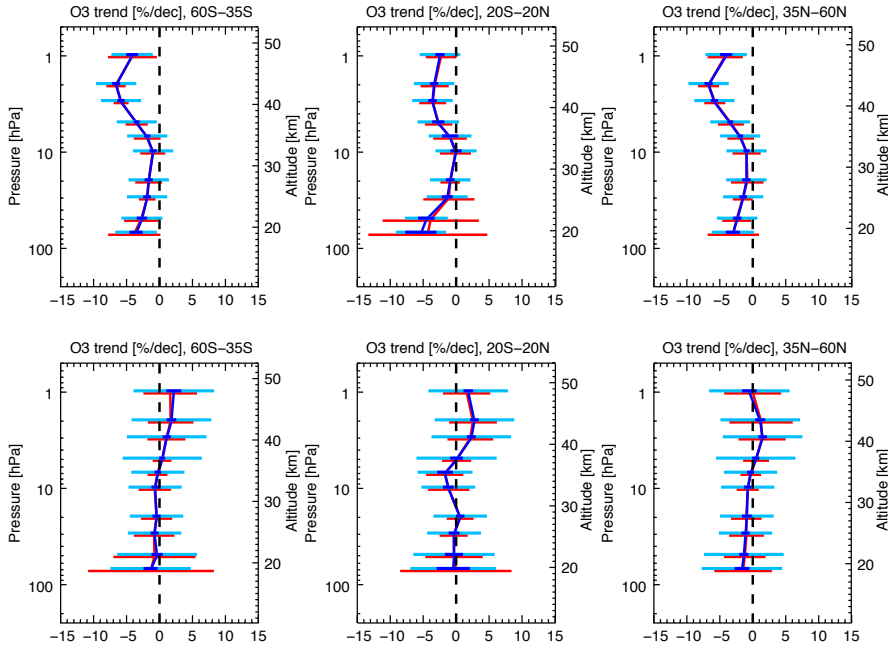 O3 trend [%/dec], 60S−35S
O3 trend [%/dec], 20S−20N
O3 trend [%/dec], 35N−60N
Pressure [hPa]
1
10
100
−15 −10 −5 0 5 10 15
50
40
30
20
Altitude [km]
Pressure [hPa]
1
10
100
−15 −10 −5 0 5 10 15
50
40
30
20
Altitude [km]
Pressure [hPa]
1
10
100
−15 −10 −5 0 5 10 15
50
40
30
20
Altitude [km]
O3 trend [%/dec], 60S−35S
O3 trend [%/dec], 20S−20N
O3 trend [%/dec], 35N−60N
Pressure [hPa]
1
10
100
−15 −10 −5 0 5 10 15
50
40
30
20
Altitude [km]
Pressure [hPa]
1
10
100
−15 −10 −5 0 5 10 15
50
40
30
20
Altitude [km]
Pressure [hPa]
1
10
100
−15 −10 −5 0 5 10 15
50
40
30
20
Altitude [km]